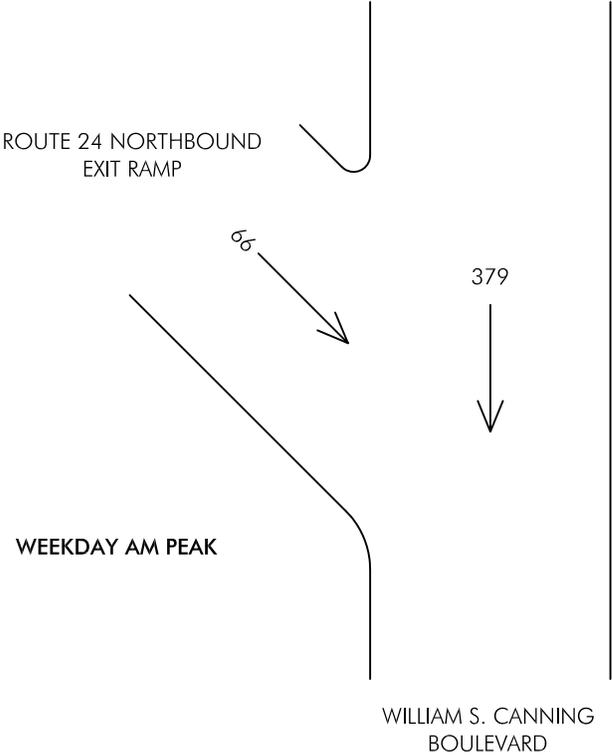 ROUTE 24 NORTHBOUND
EXIT RAMP
66
379
WEEKDAY AM PEAK
WILLIAM S. CANNING
BOULEVARD